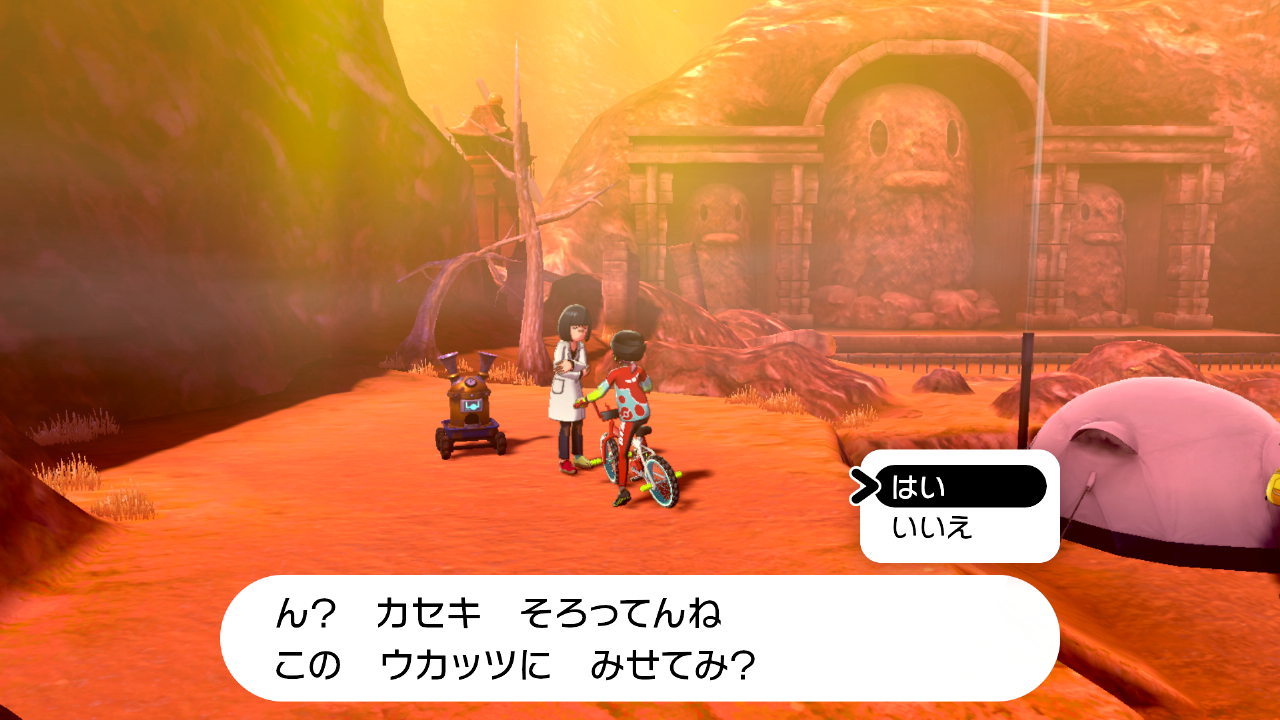 はい
いいえ
ん？　カセキ　そろってんね
この　ウカッツに　みせてみ？